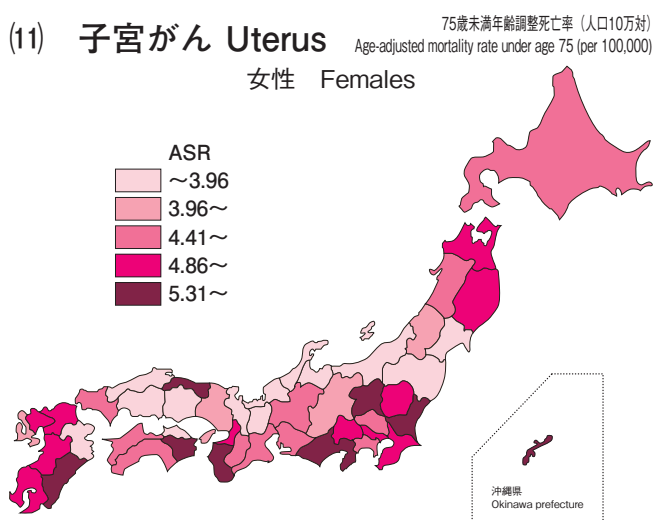 (11) 子宮がん Uterus
75歳未満年齢調整死亡率（人口10万対）
Age-adjusted mortality rate under age 75 (per 100,000)
女性 Females
ASR
～3.96
3.96～
4.41～
4.86～
5.31～
沖縄県
Okinawa prefecture